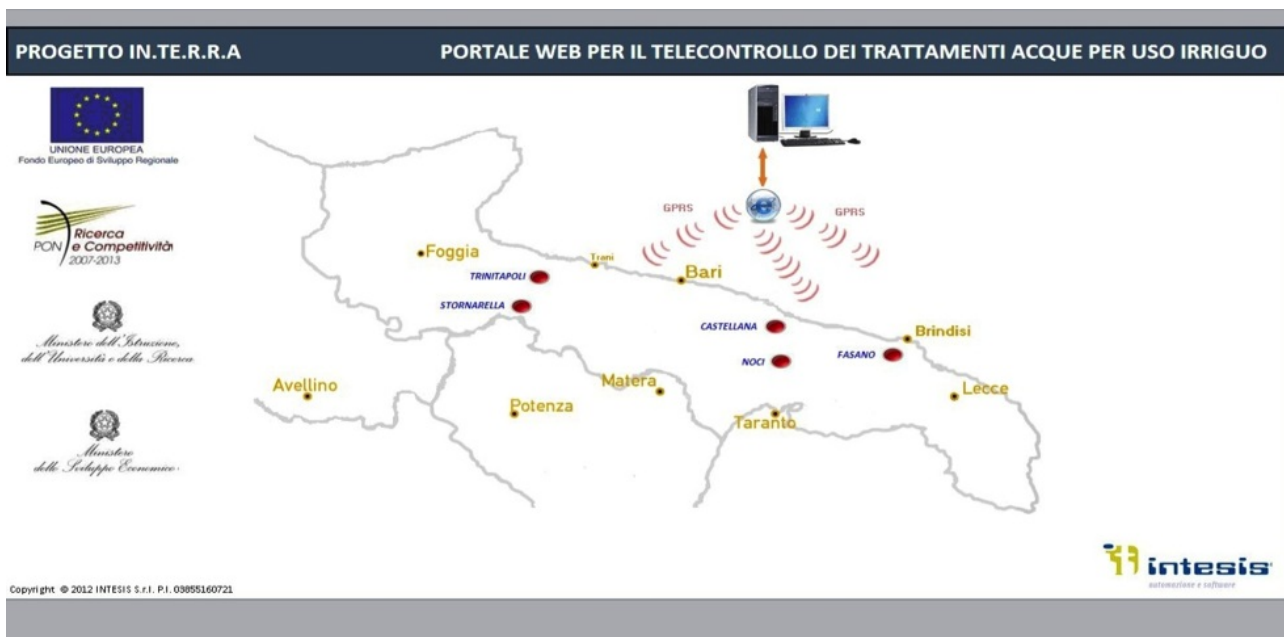 PROGETTO IN.TE.R.R.A
PORTALE WEB PER IL TELECONTROLLO DEI TRATTAMENTI ACQUE PER USO IRRIGUO
UNIONE EUROPEA
Fondo Europeo di Sviluppo Regionale
PON Ricerca
e Competitività
2007-2013
Ministero dell'Istruzione,
dell'Università e della Ricerca
Ministero
dello Sviluppo Economico
GPRS
GPRS
Foggia
Trani
TRINITAPOLI
Bari
STORNARELLA
CASTELLANA
Brindisi
NOCI
FASANO
Avellino
Matera
Lecce
Potenza
Taranto
intesis
automazione e software
Copyright © 2012 INTESIS S.r.l. P.I. 03855160721